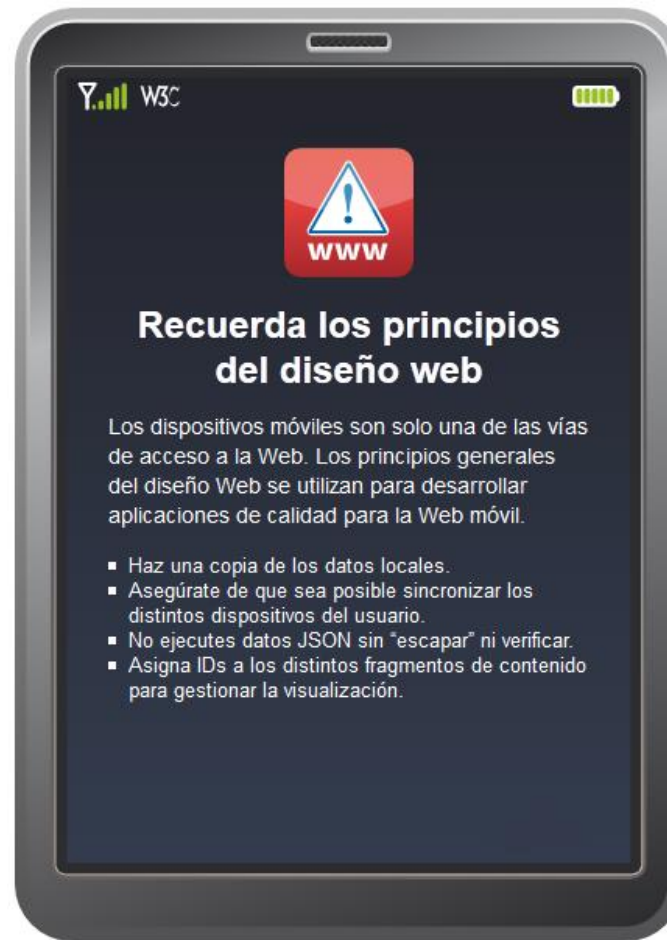 W3C
WWW
Recuerda los principios
del diseño web
Los dispositivos móviles son solo una de las vías
de acceso a la Web. Los principios generales
del diseño Web se utilizan para desarrollar
aplicaciones de calidad para la Web móvil.
▪ Haz una copia de los datos locales.
▪ Asegúrate de que sea posible sincronizar los
distintos dispositivos del usuario.
▪ No ejecutes datos JSON sin “escapar” ni verificar.
▪ Asigna IDs a los distintos fragmentos de contenido
para gestionar la visualización.